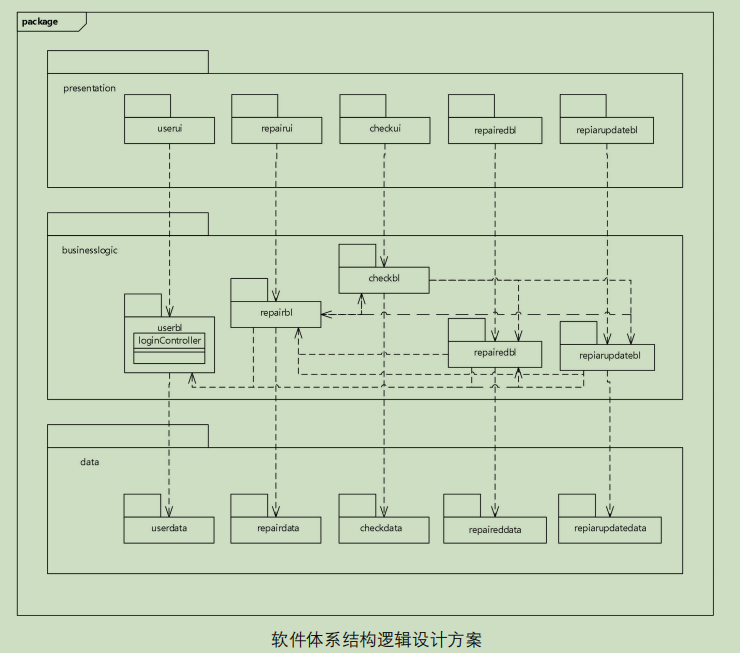 package
presentation
userui
repairui
checkui
repairedbl
repiarupdatebl
businesslogic
checkbl
repairbl
userbl
loginController
repairedbl
repiarupdatebl
data
userdata
repairdata
checkdata
repaireddata
repiarupdatedata
软件体系结构逻辑设计方案